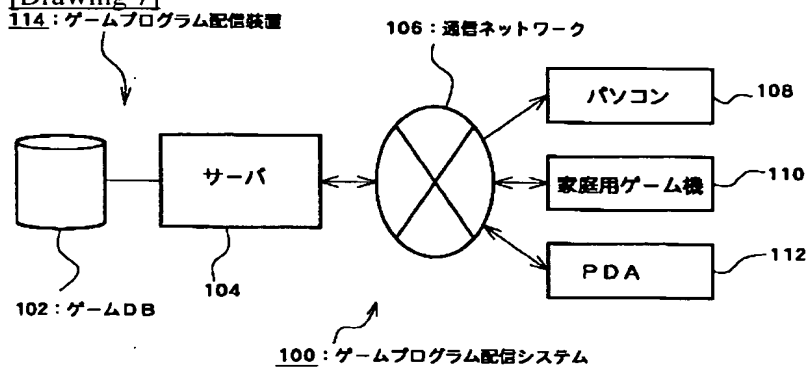 [Drawing 7]
114：ゲームプログラム配信装置
106：通信ネットワーク
パソコン
108
サーバ
家庭用ゲーム機
110
PDA
112
104
102：ゲームDB
100：ゲームプログラム配信システム